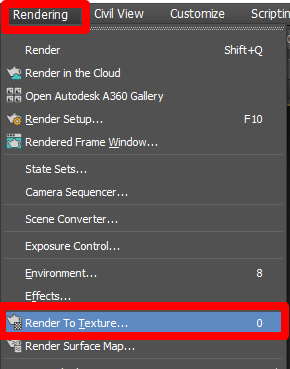 Rendering Civil View Customize Scriptin
Render Shift+Q
Render in the Cloud
Open Autodesk A360 Gallery
Render Setup... F10
Rendered Frame Window...
State Sets...
Camera Sequencer...
Scene Converter...
Exposure Control...
Environment... 8
Effects...
Render To Texture... 0
Render Surface Map...